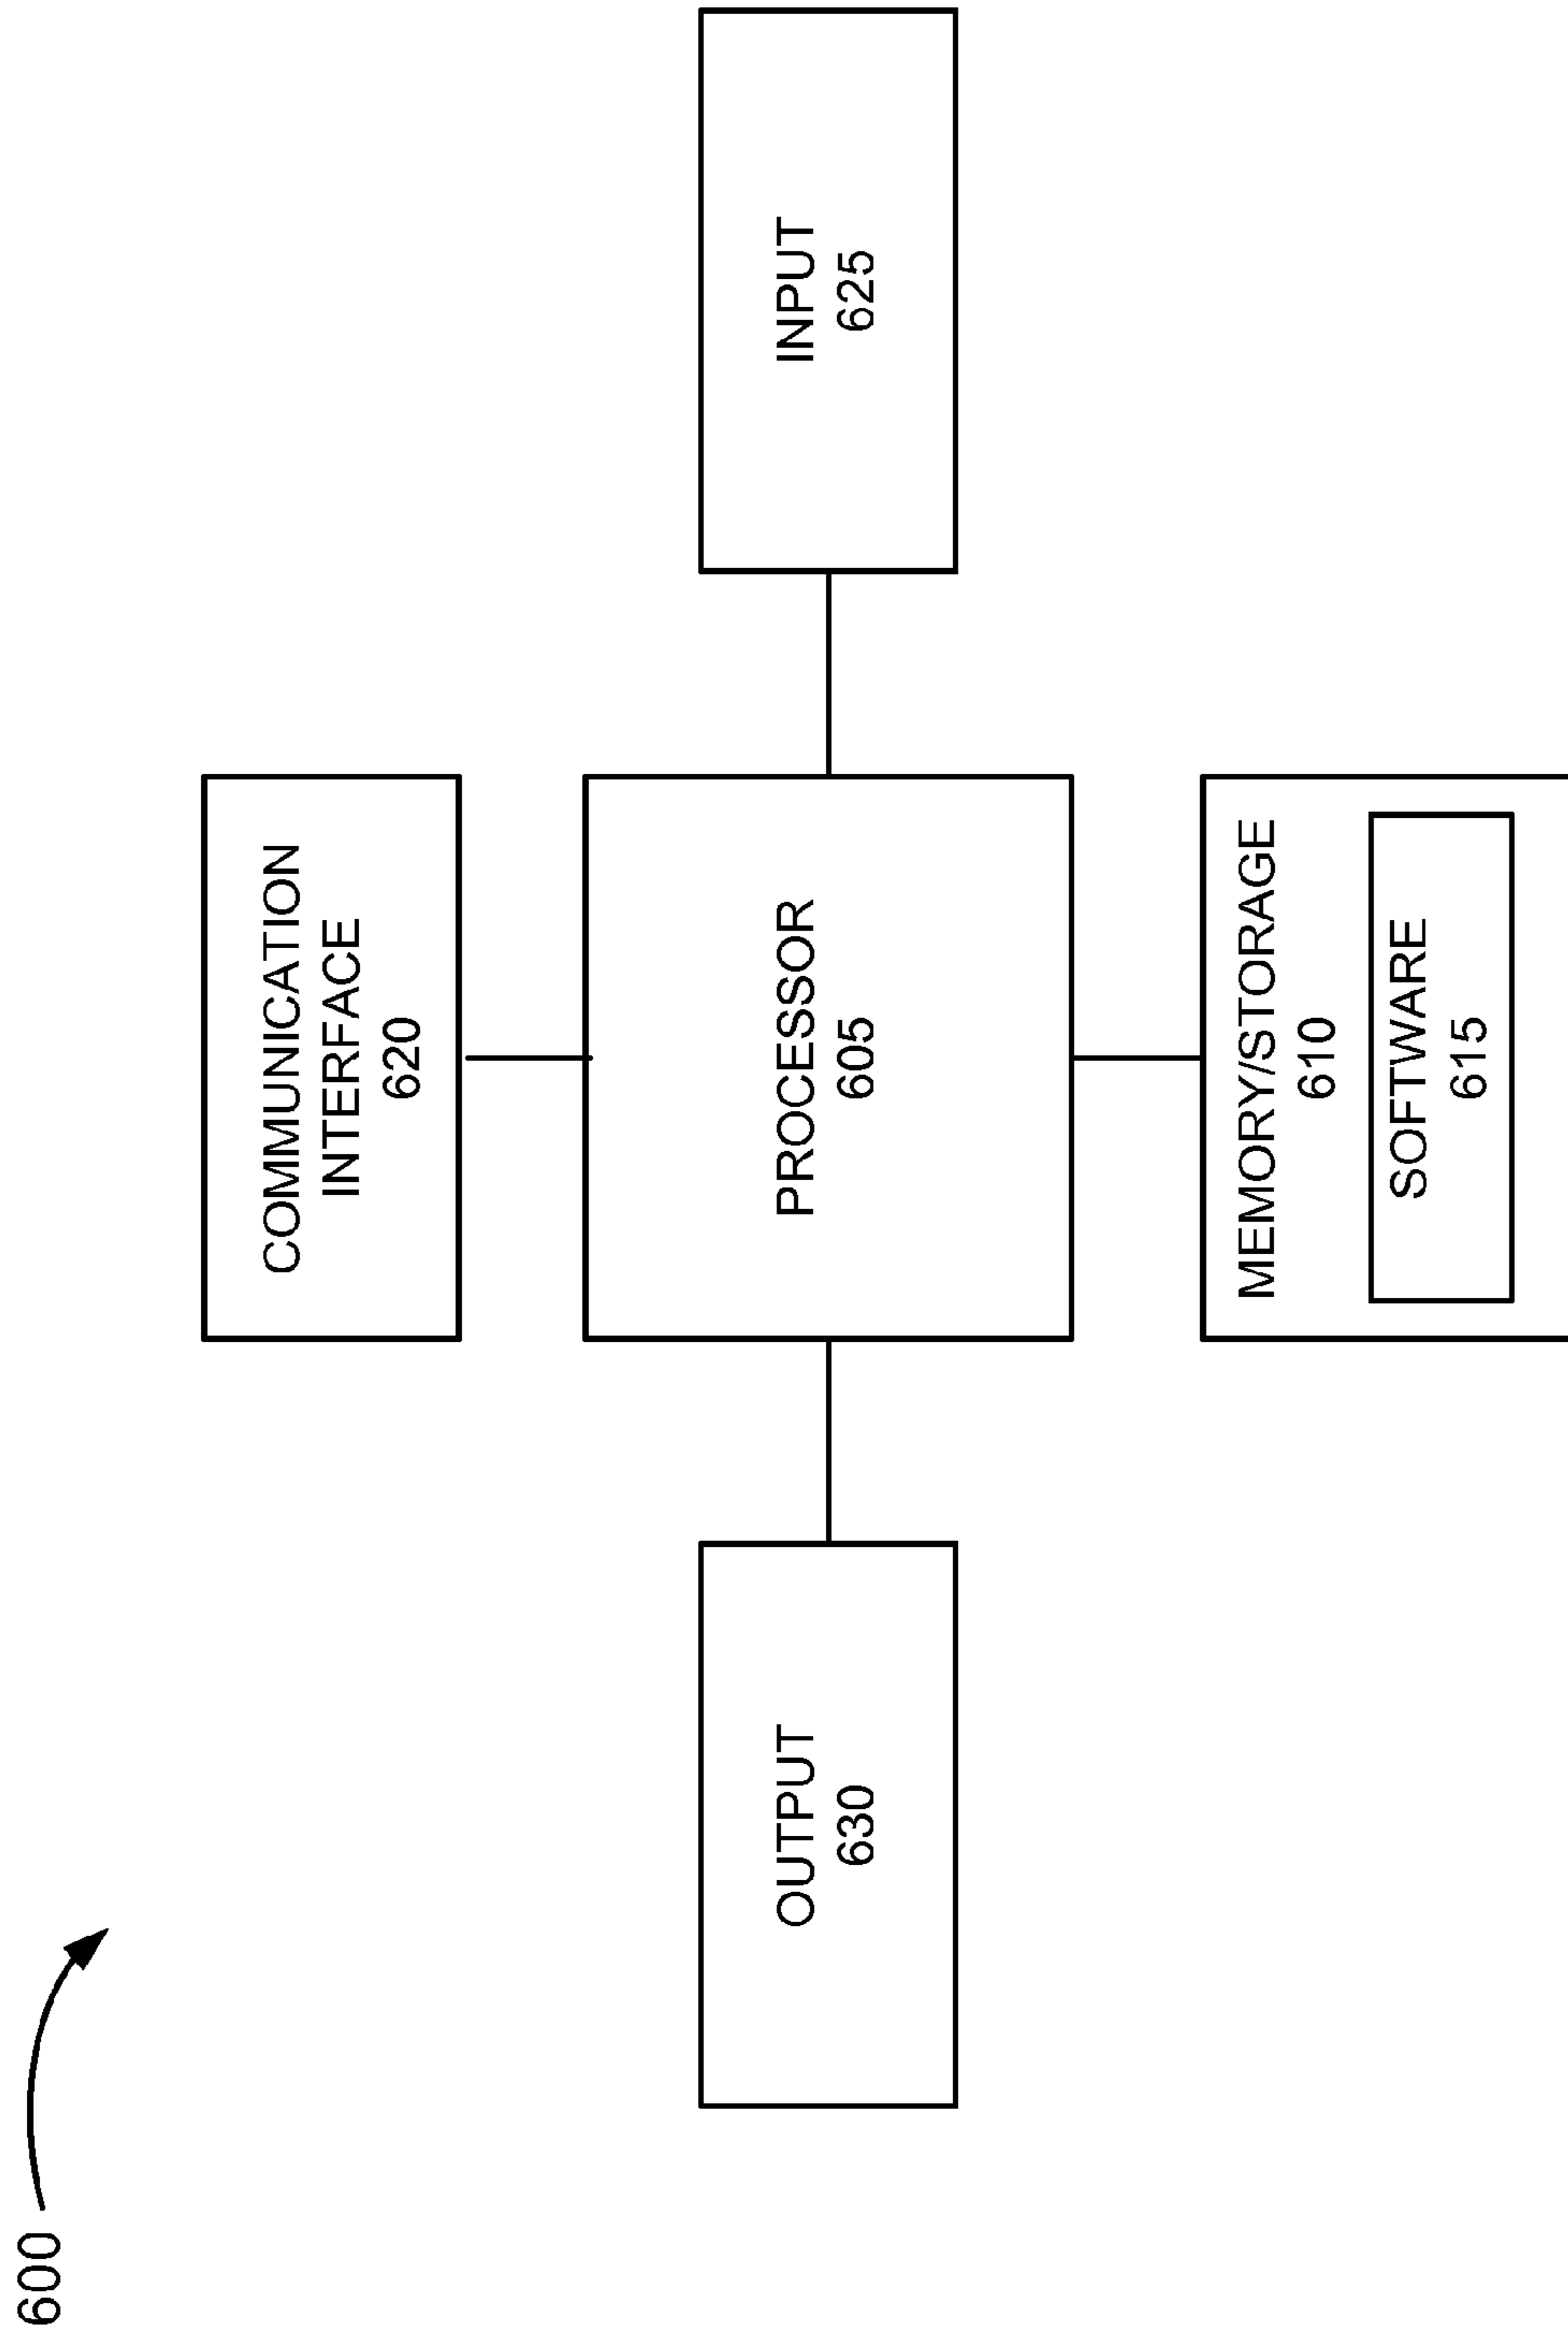 600
COMMUNICATION
INTERFACE
620
OUTPUT
630
PROCESSOR
605
INPUT
625
MEMORY/STORAGE
610
SOFTWARE
615